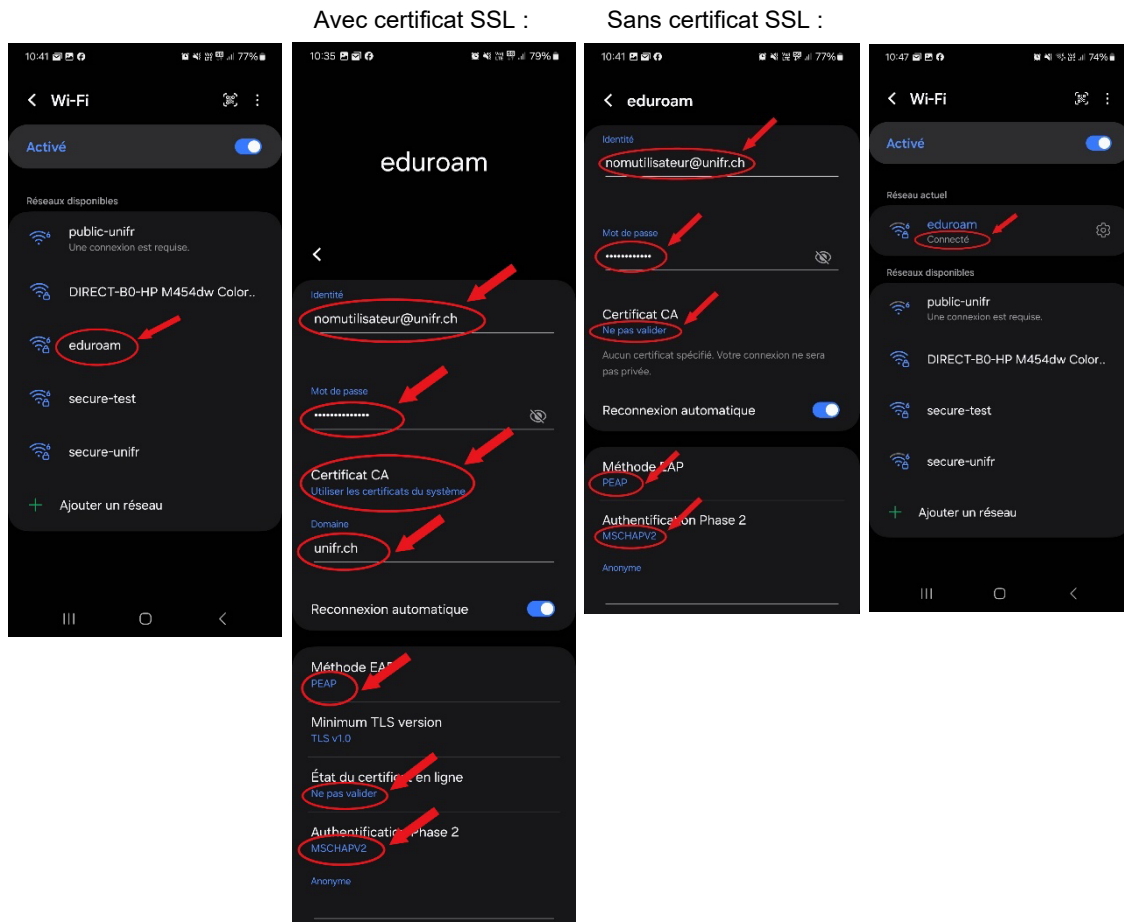 Avec certificat SSL :
Sans certificat SSL :
10:41
77%
Wi-Fi
Activé
Réseaux disponibles
public-unifr
Une connexion est requise.
DIRECT-B0-HP M454dw Color..
eduroam
secure-test
secure-unifr
Ajouter un réseau
10:35
79%
eduroam
Identité
nomutilisateur@unifr.ch
Mot de passe
••••••••••••••
Certificat CA
Utiliser les certificats du système
Domaine
unifr.ch
Reconnexion automatique
Méthode EAP
PEAP
Minimum TLS version
TLS v1.0
État du certificat en ligne
Ne pas valider
Authentification Phase 2
MSCHAPV2
Anonyme
10:41
77%
eduroam
Identité
nomutilisateur@unifr.ch
Mot de passe
••••••••••••
Certificat CA
Ne pas valider
Aucun certificat spécifié. Votre connexion ne sera
pas privée.
Reconnexion automatique
Méthode EAP
PEAP
Authentification Phase 2
MSCHAPV2
Anonyme
10:47
74%
Wi-Fi
Activé
Réseau actuel
eduroam
Connecté
Réseaux disponibles
public-unifr
Une connexion est requise.
DIRECT-B0-HP M454dw Color..
secure-test
secure-unifr
Ajouter un réseau